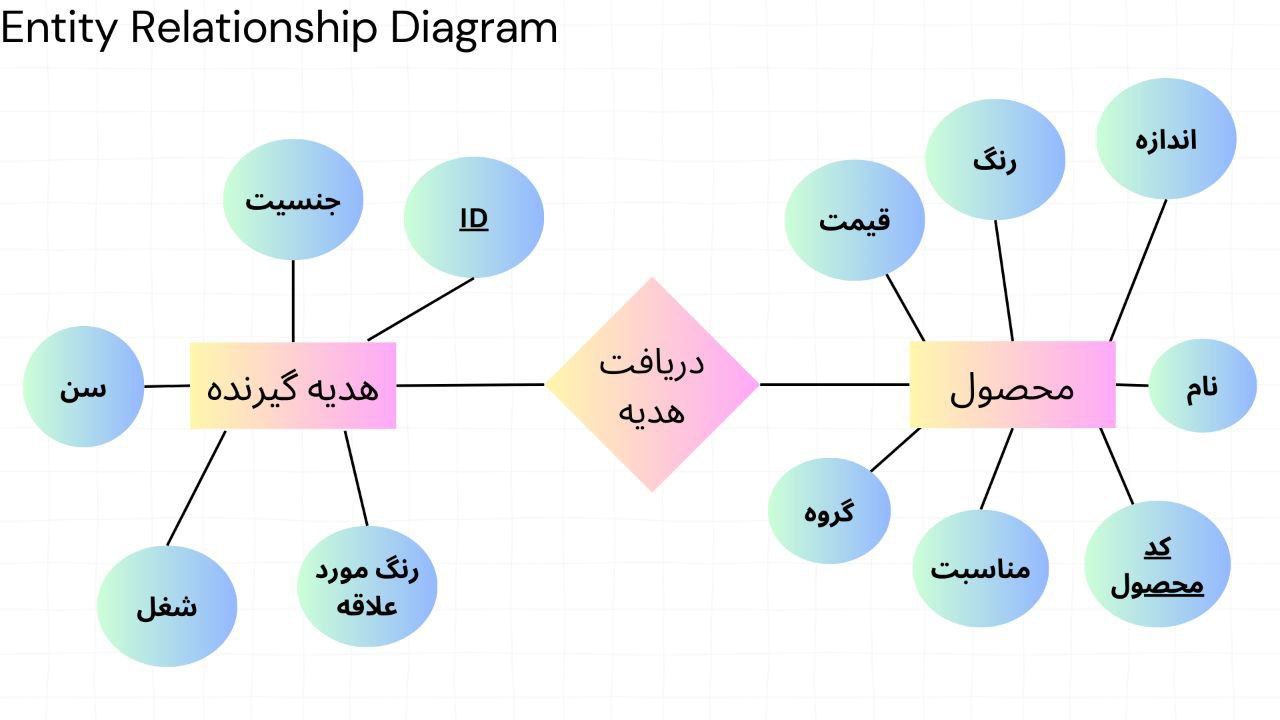 Entity Relationship Diagram
جنسیت
ID
سن
هدیه گیرنده
شغل
رنگ مورد
علاقه
دریافت
هدیه
قیمت
رنگ
اندازه
محصول
نام
گروه
مناسبت
کد
محصول